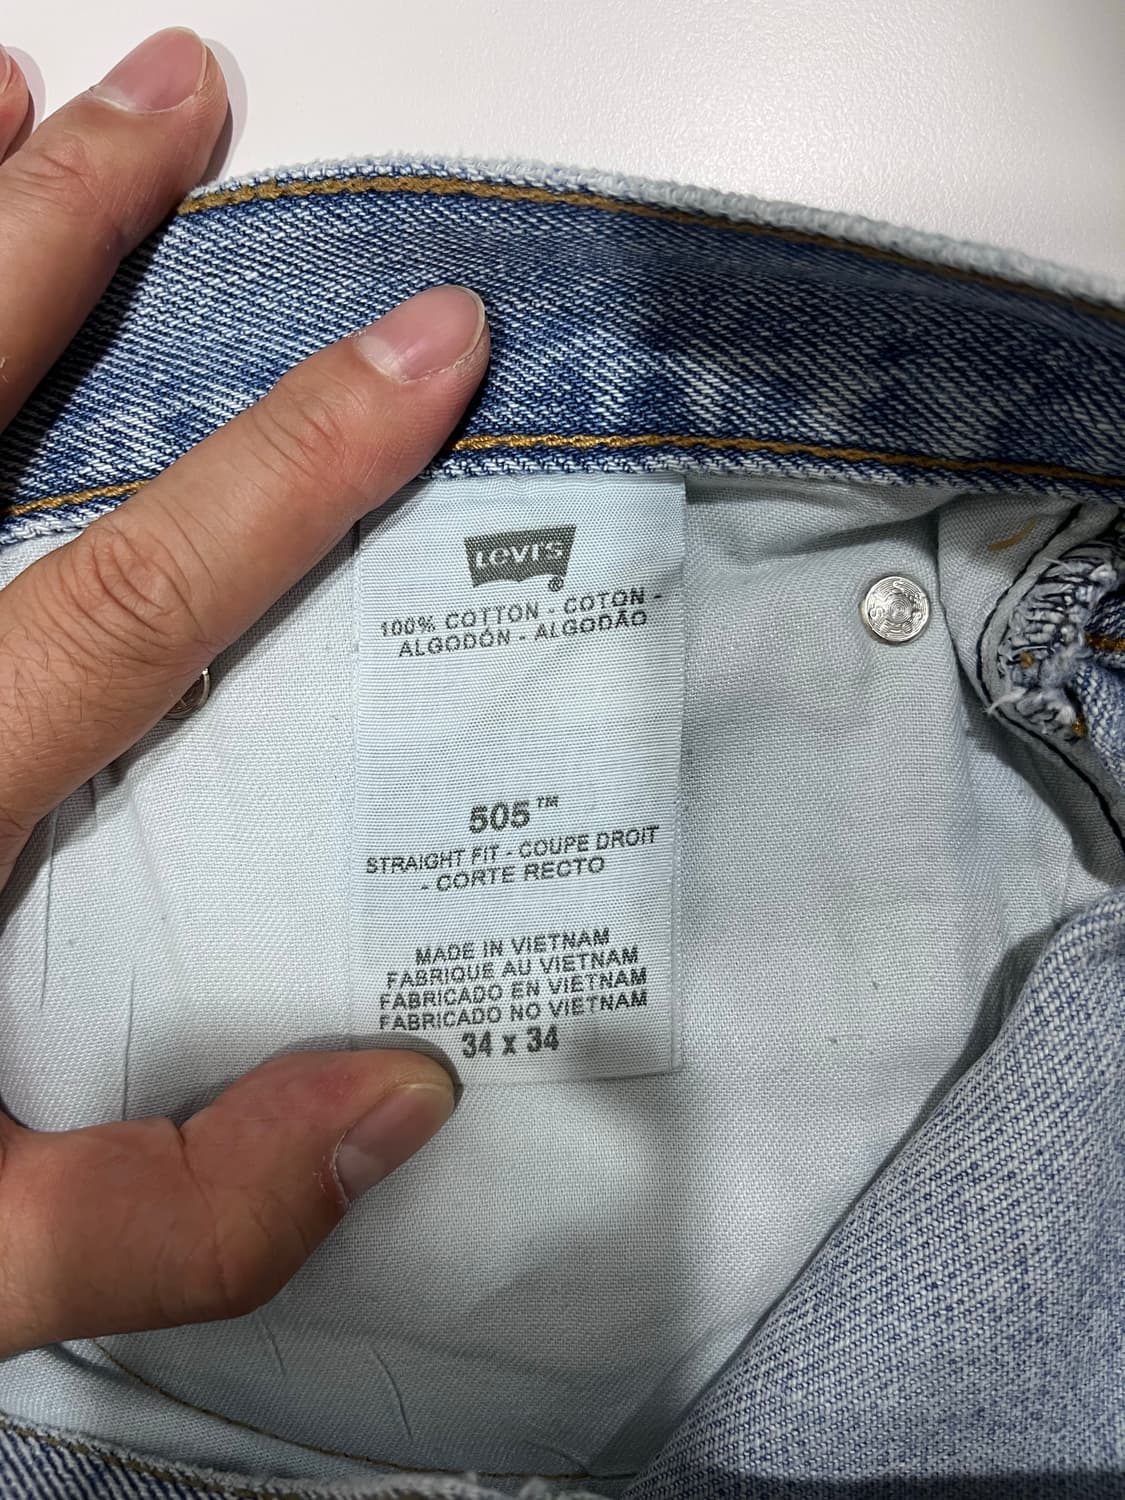 Levi's
®
100% COTTON - COTON -
ALGODÓN - ALGODÃO
505™
STRAIGHT FIT - COUPE DROIT
- CORTE RECTO
MADE IN VIETNAM
FABRIQUE AU VIETNAM
FABRICADO EN VIETNAM
FABRICADO NO VIETNAM
34 x 34